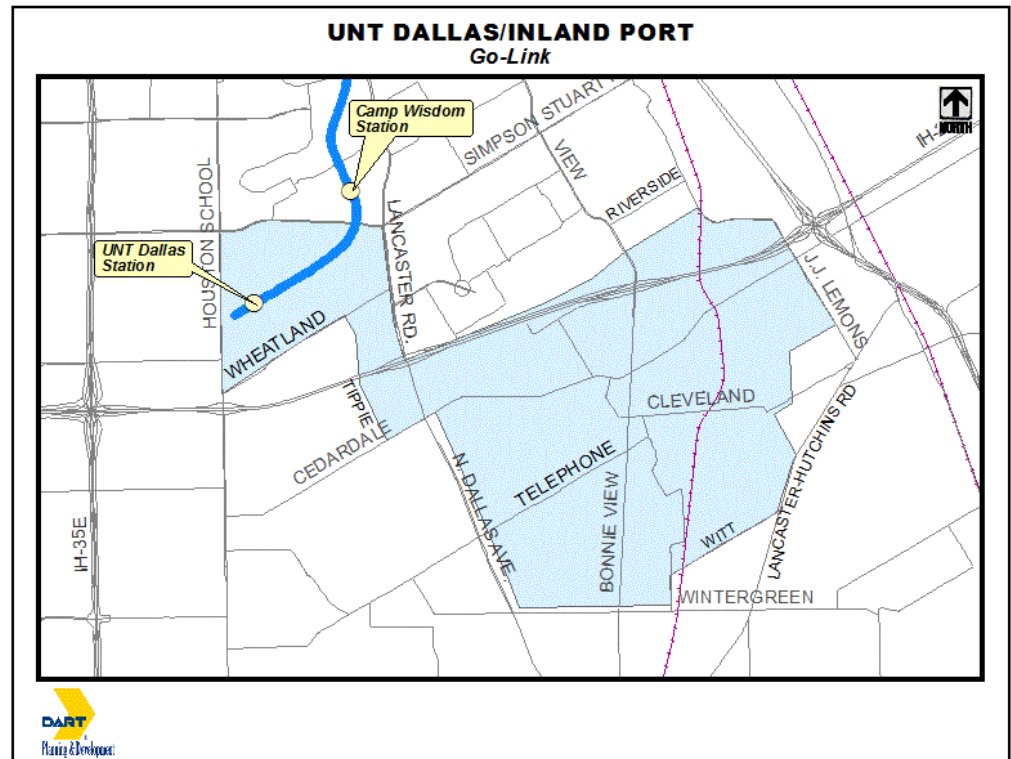 UNT DALLAS/INLAND PORT
Go-Link
Camp Wisdom
Station
SIMPSON STUART
NORTH
IH-
VIEW
RIVERSIDE
HOUSTON SCHOOL
LANCASTER RD.
UNT Dallas
Station
J.J. LEMONS
WHEATLAND
TIPPIE
CLEVELAND
CEDARDALE
LANCASTER-HUTCHINS RD
TELEPHONE
N. DALLAS AVE.
BONNIE VIEW
IH-35E
WITT
WINTERGREEN
DART
Planning & Development